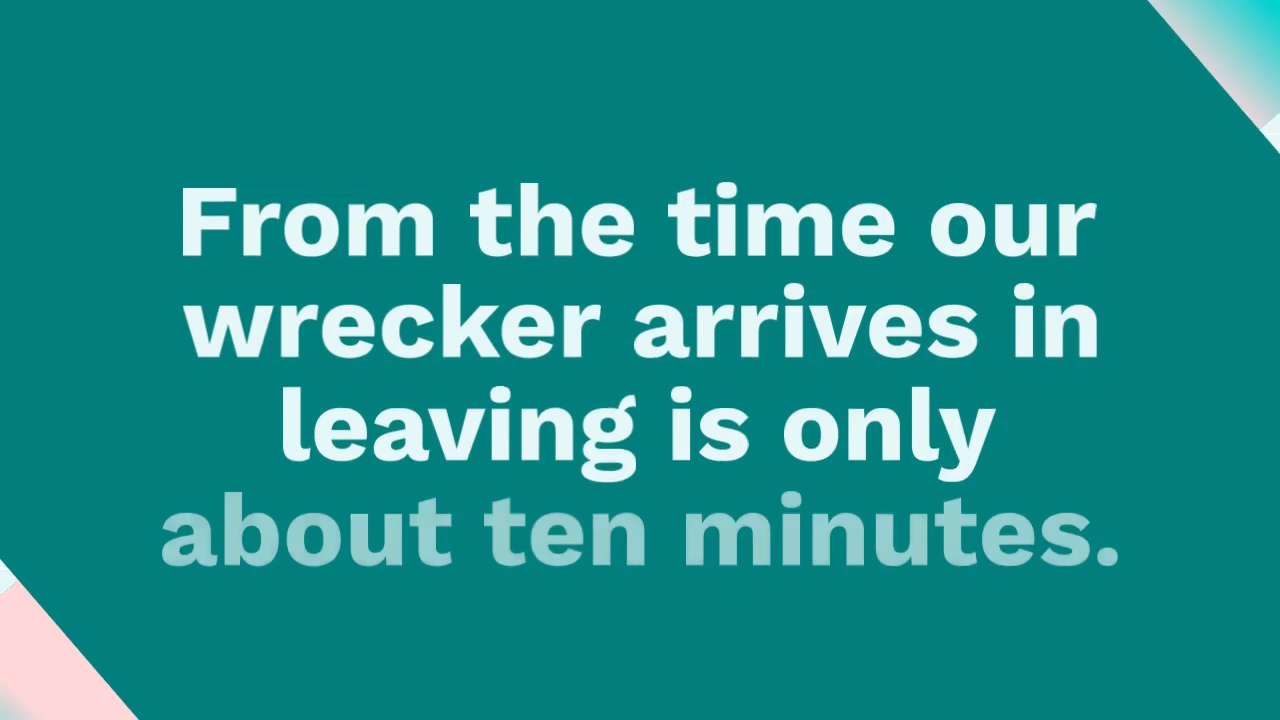 From the time our
wrecker arrives in
leaving is only
about ten minutes.